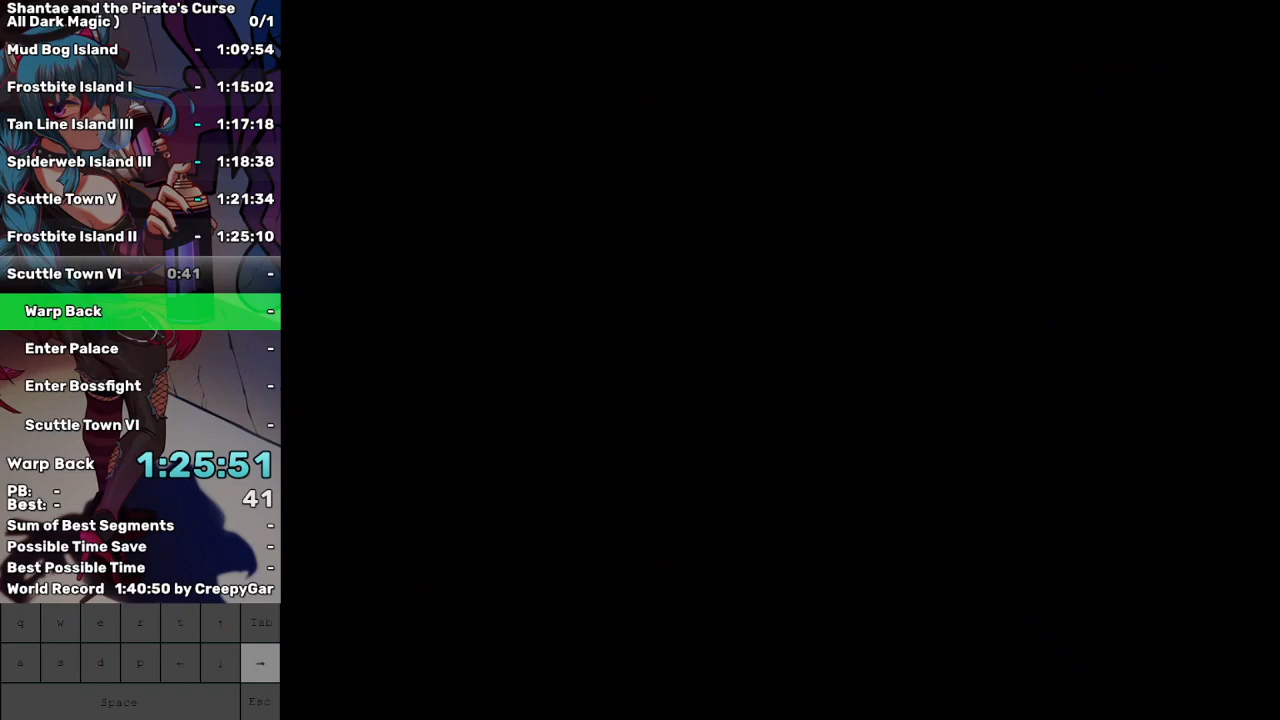 Shantae and the Pirate's Curse
All Dark Magic ) 0/1
Mud Bog Island - 1:09:54
Frostbite Island I - 1:15:02
Tan Line Island III - 1:17:18
Spiderweb Island III - 1:18:38
Scuttle Town V - 1:21:34
Frostbite Island II - 1:25:10
Scuttle Town VI 0:41 -
Warp Back -
Enter Palace -
Enter Bossfight -
Scuttle Town VI -
Warp Back 1:25:51
PB: - 41
Best: -
Sum of Best Segments -
Possible Time Save -
Best Possible Time -
World Record 1:40:50 by CreepyGar
q w e r t ↑ Tab
a s d p ← ↓ →
Space Esc